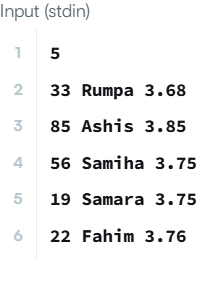 Input (stdin)
1 5
2 33 Rumpa 3.68
3 85 Ashis 3.85
4 56 Samiha 3.75
5 19 Samara 3.75
6 22 Fahim 3.76